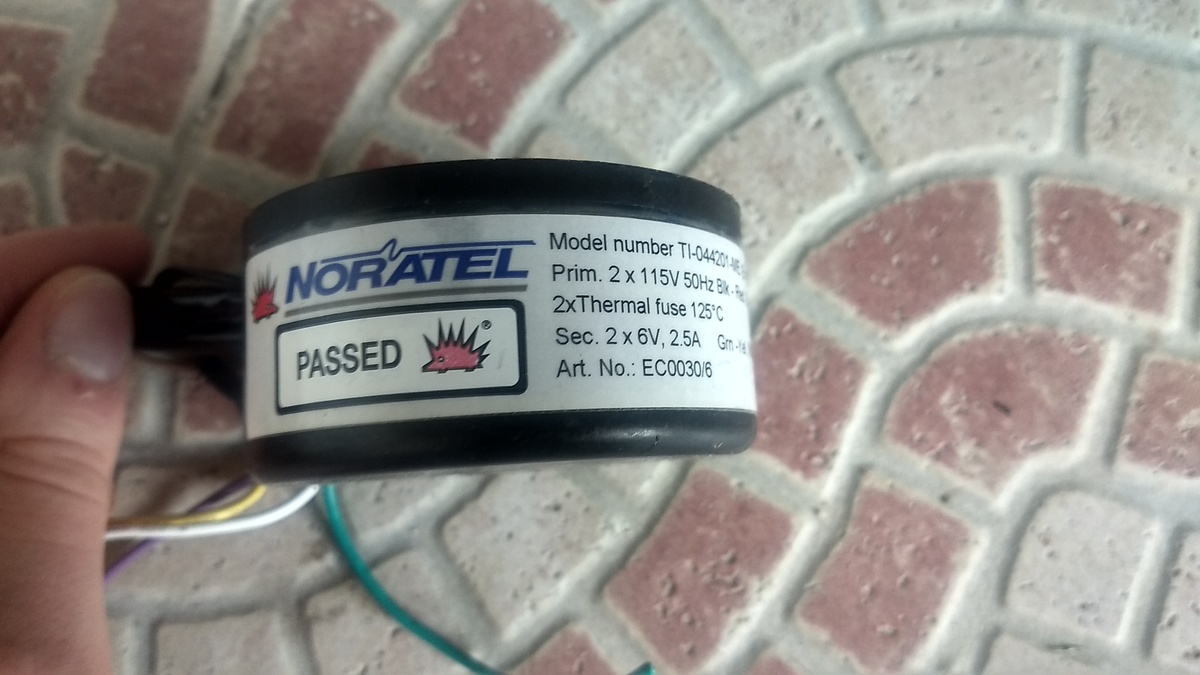 NORATEL
PASSED ®
Model number TI-044201-
Prim. 2 x 115V 50Hz Blk -
2xThermal fuse 125°C
Sec. 2 x 6V, 2.5A Grn -
Art. No.: EC0030/6